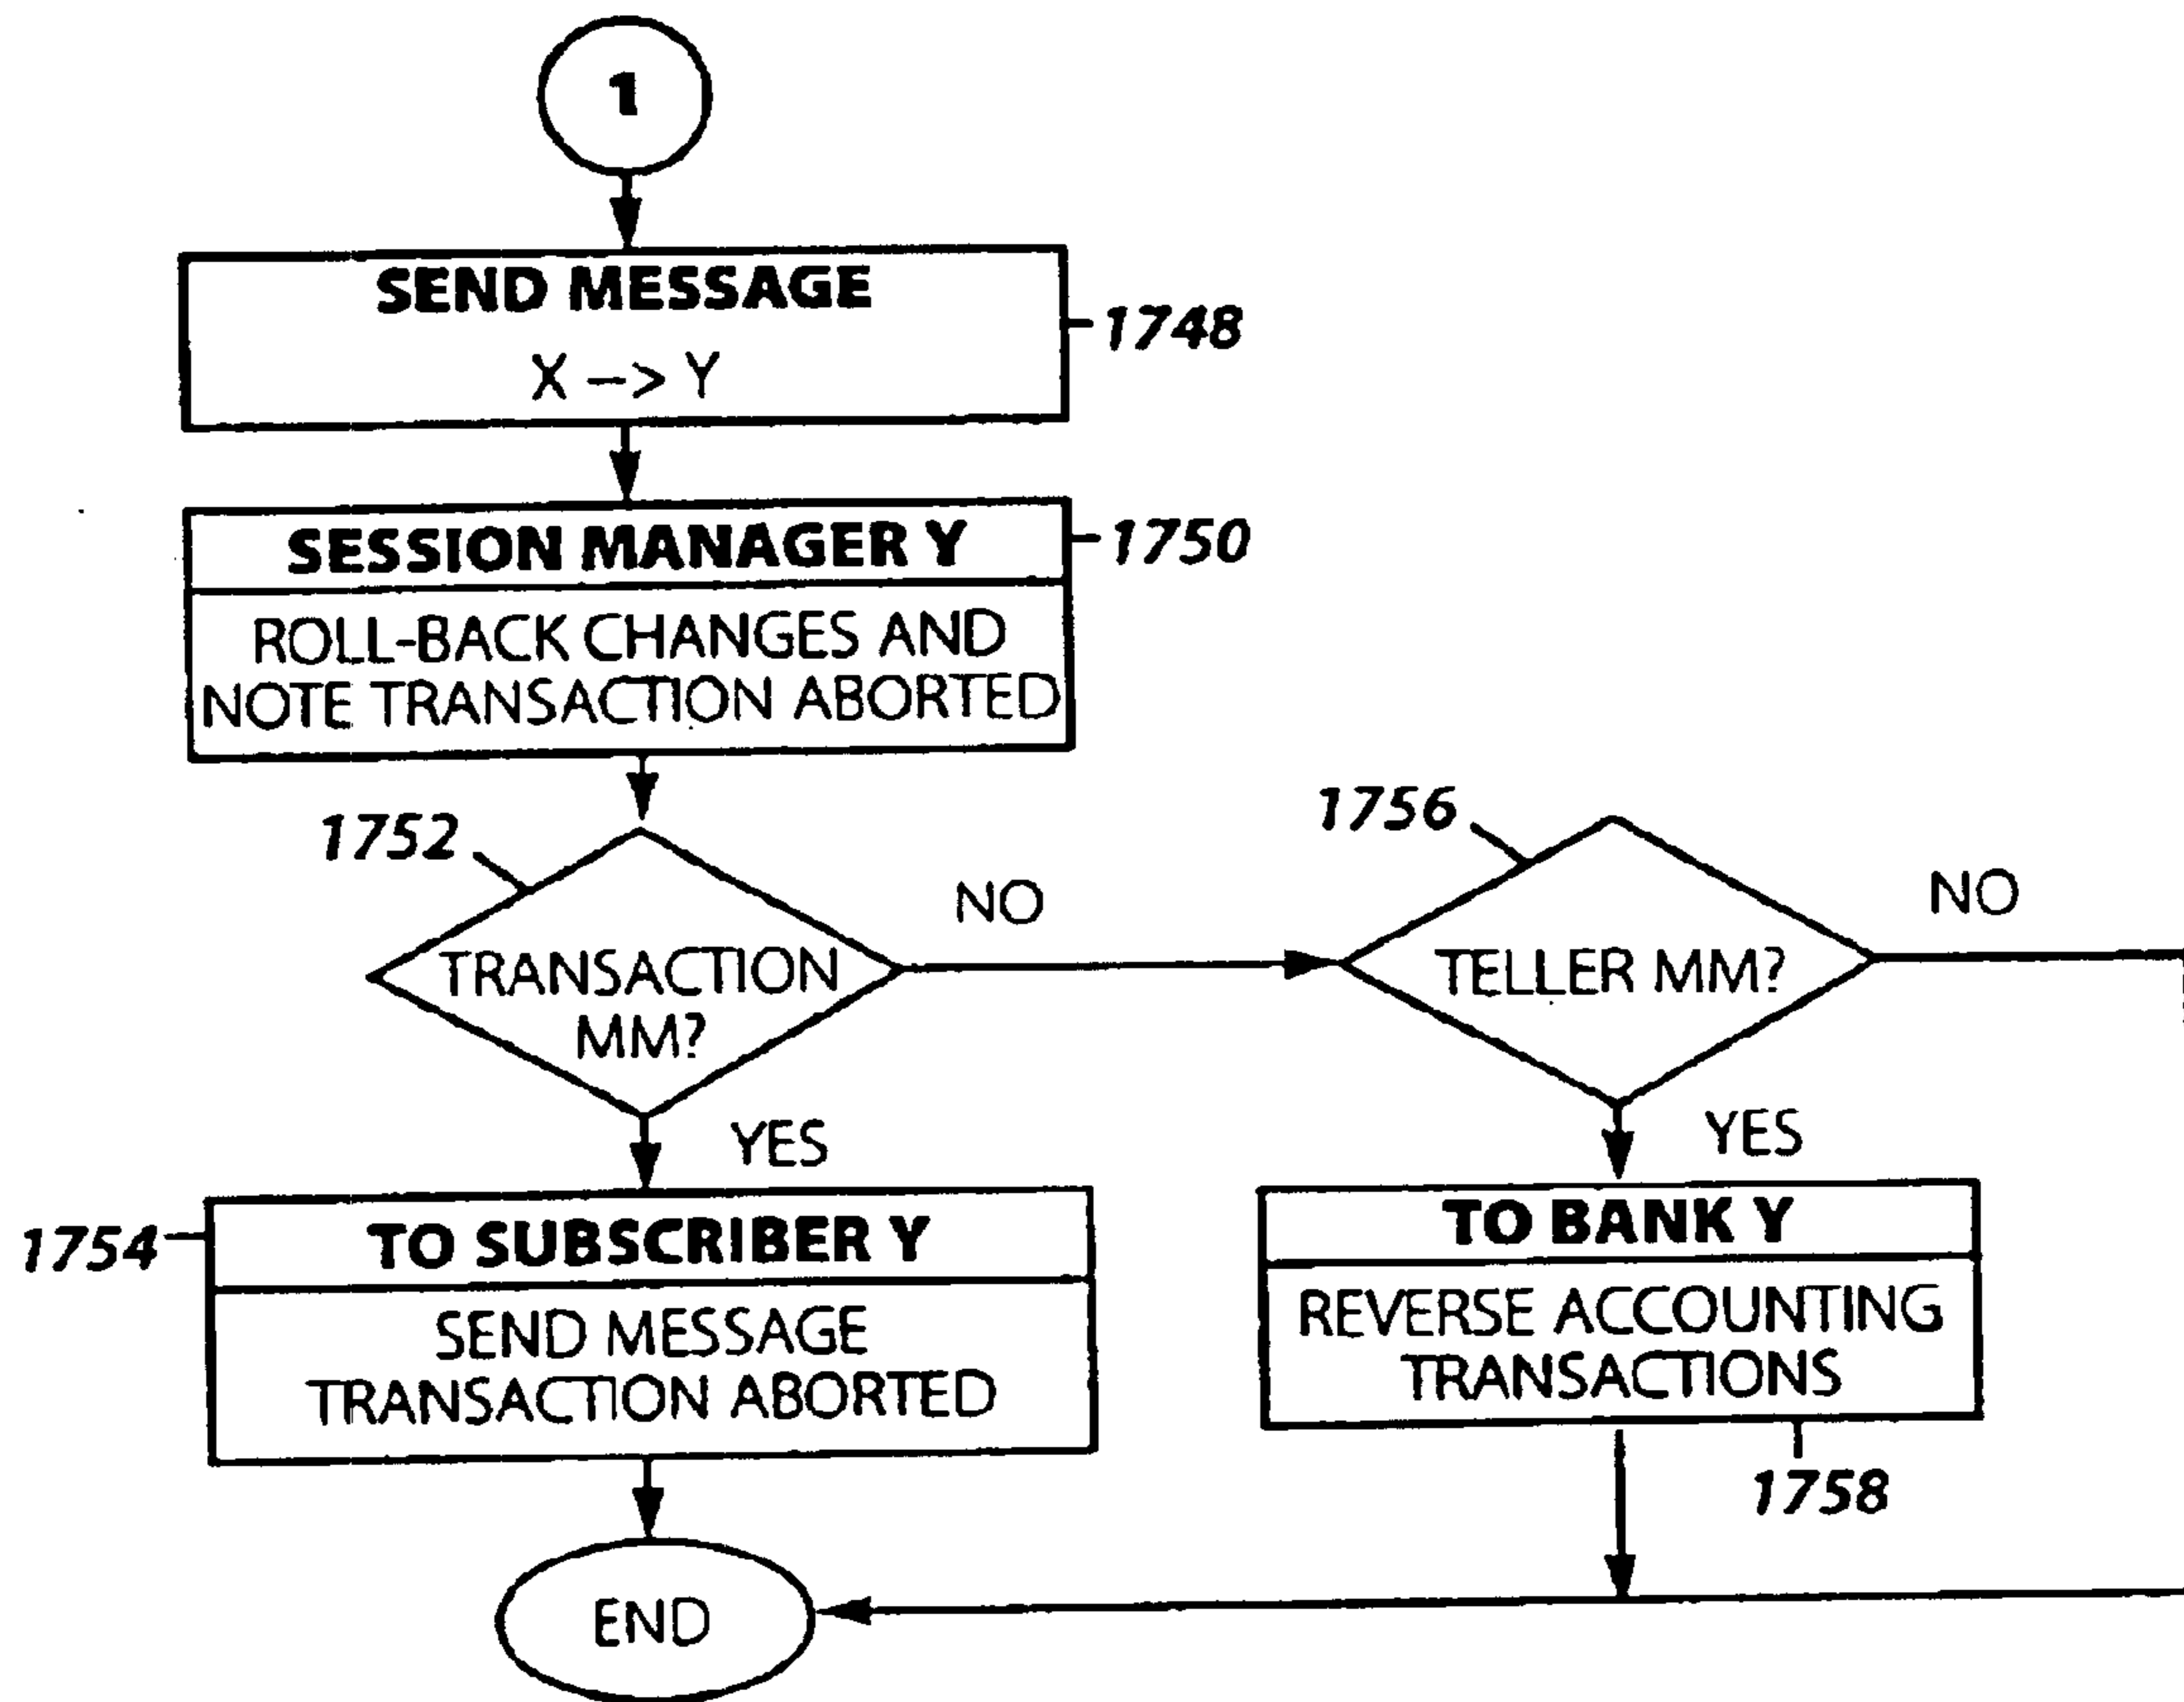 1
SEND MESSAGE
X –> Y
1748
SESSION MANAGER Y
1750
ROLL-BACK CHANGES AND
NOTE TRANSACTION ABORTED
1752
TRANSACTION
MM?
NO
1756
TELLER MM?
NO
YES
YES
1754
TO SUBSCRIBER Y
SEND MESSAGE
TRANSACTION ABORTED
TO BANK Y
REVERSE ACCOUNTING
TRANSACTIONS
1758
END